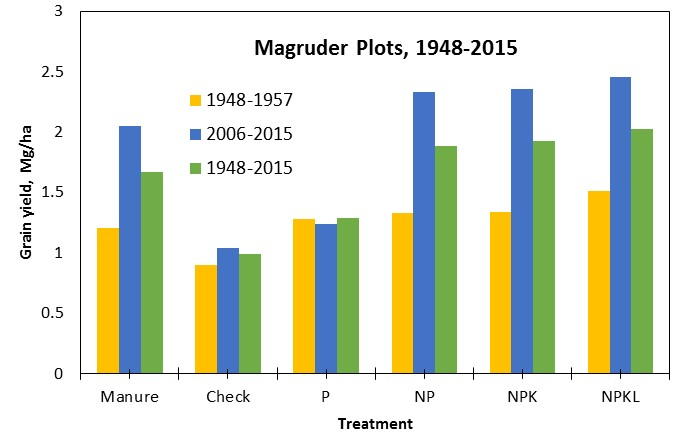 Magruder Plots, 1948-2015
1948-1957
2006-2015
1948-2015
Grain yield, Mg/ha
3
2.5
2
1.5
1
0.5
0
Manure Check P NP NPK NPKL
Treatment